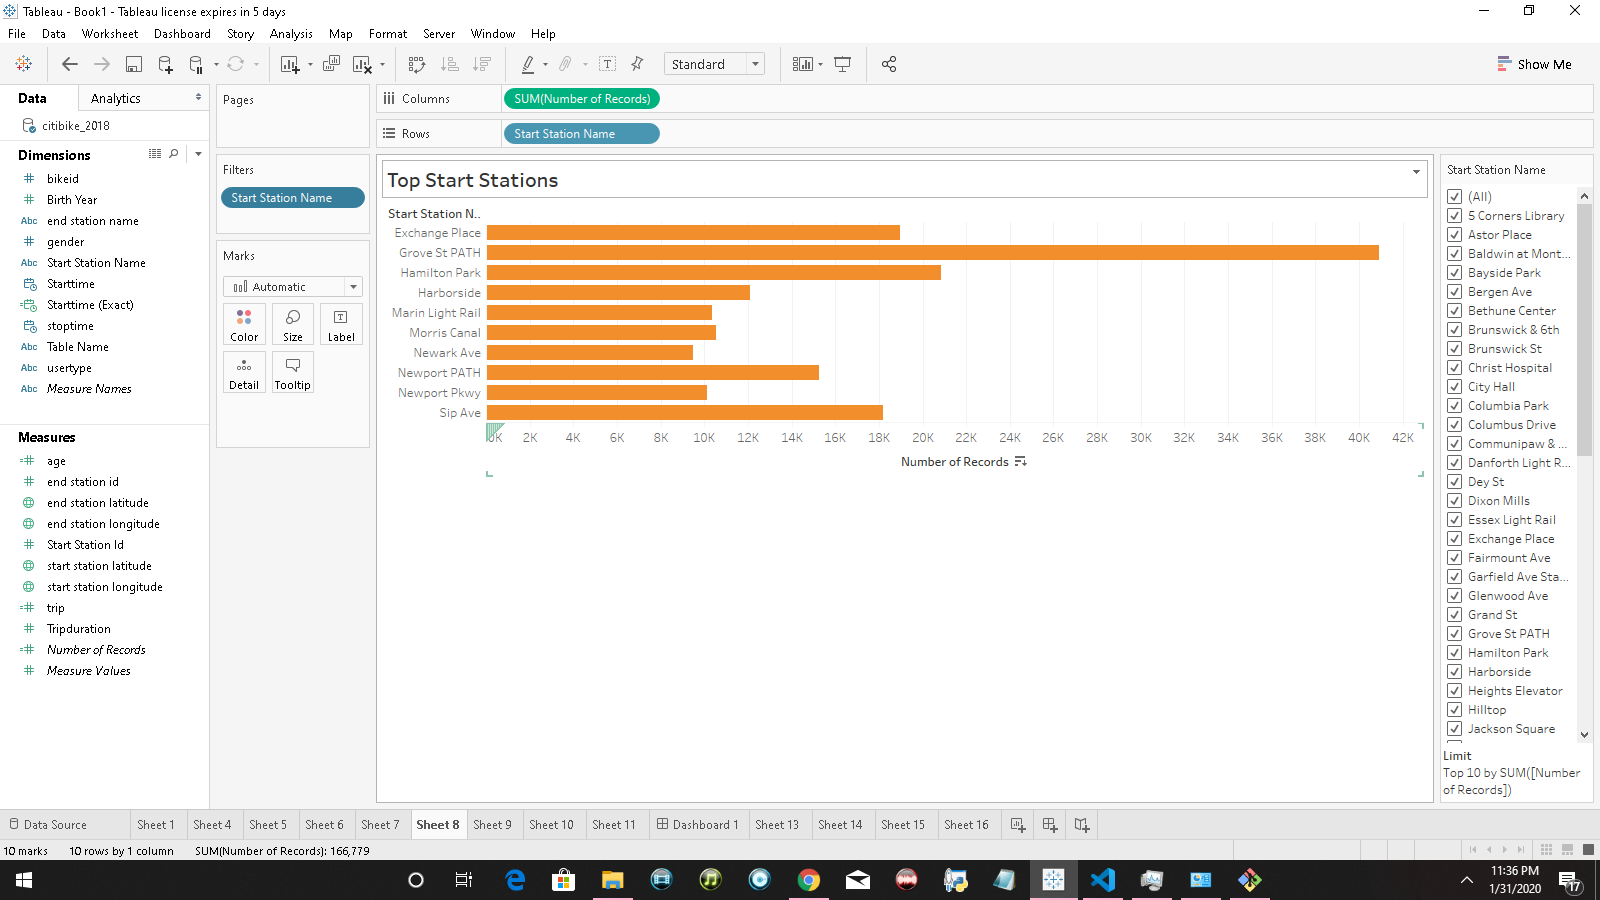 Tableau - Book1 - Tableau license expires in 5 days
File Data Worksheet Dashboard Story Analysis Map Format Server Window Help
Standard
Show Me
Data
Analytics
citibike_2018
Dimensions
bikeid
Birth Year
Abc end station name
gender
Abc Start Station Name
Starttime
Starttime (Exact)
stoptime
Abc Table Name
Abc usertype
Abc Measure Names
Measures
age
end station id
end station latitude
end station longitude
Start Station Id
start station latitude
start station longitude
trip
Tripduration
Number of Records
Measure Values
Pages
Filters
Start Station Name
Marks
Automatic
Color Size Label
Detail Tooltip
Columns SUM(Number of Records)
Rows Start Station Name
Top Start Stations
Start Station N..
Exchange Place
Grove St PATH
Hamilton Park
Harborside
Marin Light Rail
Morris Canal
Newark Ave
Newport PATH
Newport Pkwy
Sip Ave
0K 2K 4K 6K 8K 10K 12K 14K 16K 18K 20K 22K 24K 26K 28K 30K 32K 34K 36K 38K 40K 42K
Number of Records
Start Station Name
(All)
5 Corners Library
Astor Place
Baldwin at Mont...
Bayside Park
Bergen Ave
Bethune Center
Brunswick & 6th
Brunswick St
Christ Hospital
City Hall
Columbia Park
Columbus Drive
Communipaw & ...
Danforth Light R...
Dey St
Dixon Mills
Essex Light Rail
Exchange Place
Fairmount Ave
Garfield Ave Sta...
Glenwood Ave
Grand St
Grove St PATH
Hamilton Park
Harborside
Heights Elevator
Hilltop
Jackson Square
Limit
Top 10 by SUM([Number
of Records])
Data Source Sheet 1 Sheet 4 Sheet 5 Sheet 6 Sheet 7 Sheet 8 Sheet 9 Sheet 10 Sheet 11 Dashboard 1 Sheet 13 Sheet 14 Sheet 15 Sheet 16
10 marks 10 rows by 1 column SUM(Number of Records): 166,779
11:36 PM
1/31/2020
17